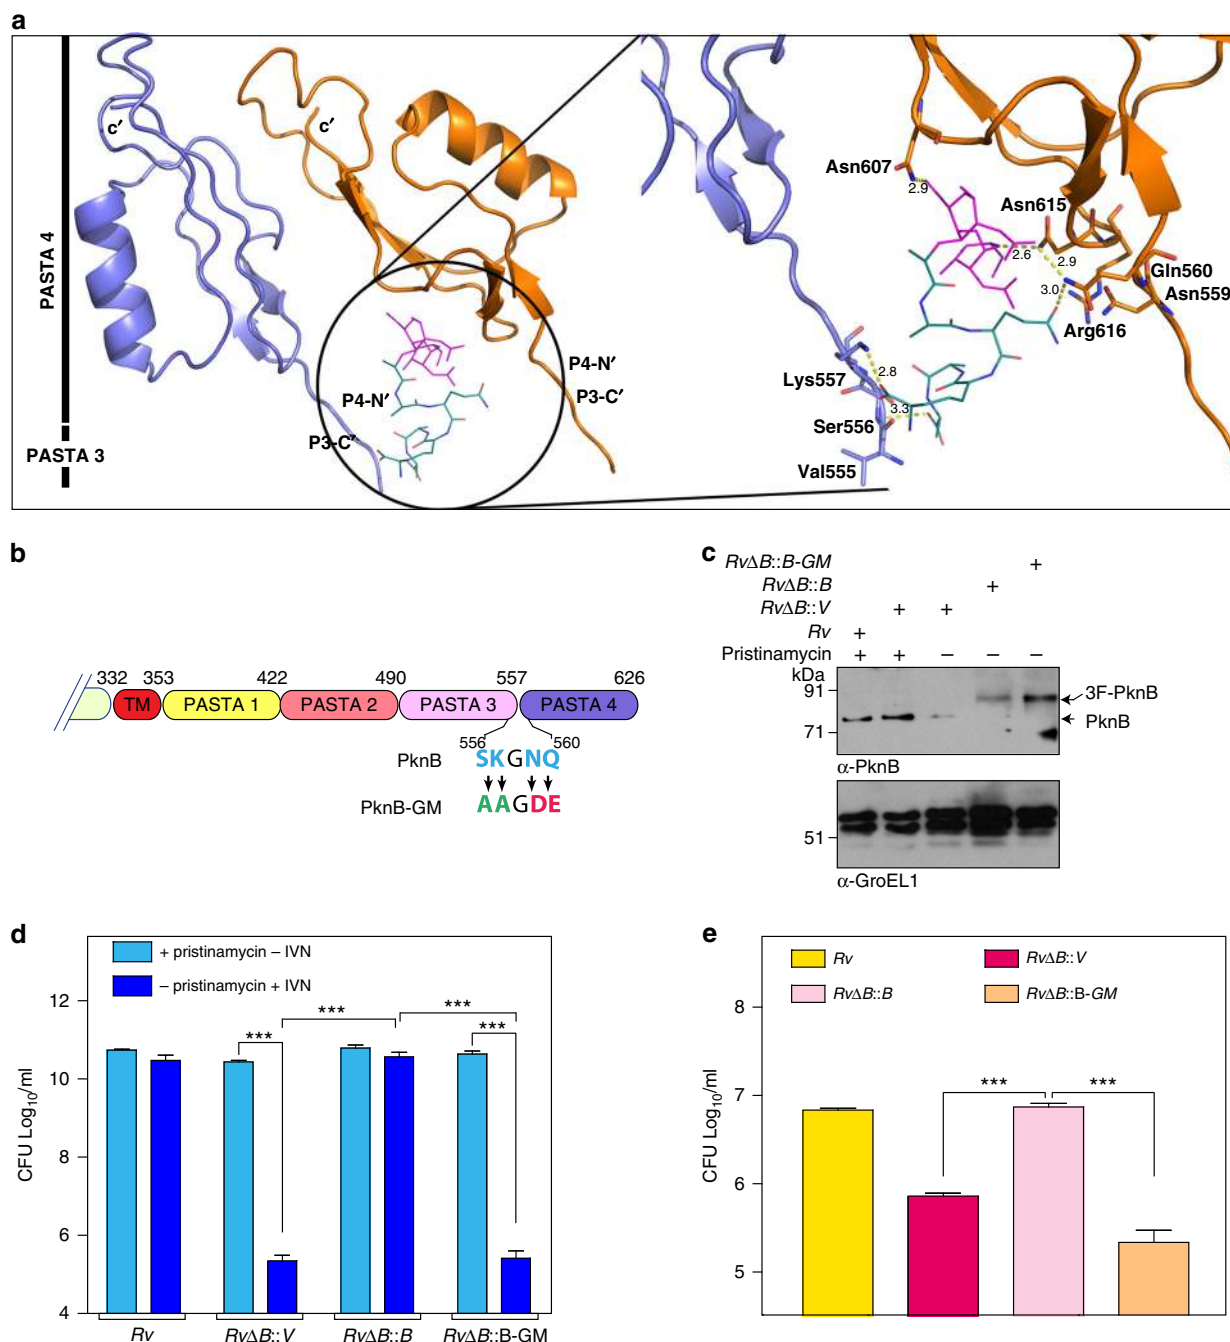 a
PASTA 4
PASTA 3
c′
c′
P4-N′
P3-C′
P4-N′
P3-C′
Asn607
2.9
Asn615
2.6
2.9
Gln560
3.0
Asn559
Arg616
2.8
Lys557
3.3
Ser556
Val555
b
332 353 422 490 557 626
TM PASTA 1 PASTA 2 PASTA 3 PASTA 4
556 560
PknB SKGNQ
PknB-GM AAGDE
c
RvΔB::B-GM +
RvΔB::B +
RvΔB::V + +
Rv +
Pristinamycin + + – – –
kDa
91
3F-PknB
PknB
71
α-PknB
51
α-GroEL1
d
+ pristinamycin – IVN
– pristinamycin + IVN
CFU Log10/ml
12
10
8
6
4
***
***
***
***
Rv RvΔB::V RvΔB::B RvΔB::B-GM
e
Rv
RvΔB::V
RvΔB::B
RvΔB::B-GM
CFU Log10/ml
8
7
6
5
***
***